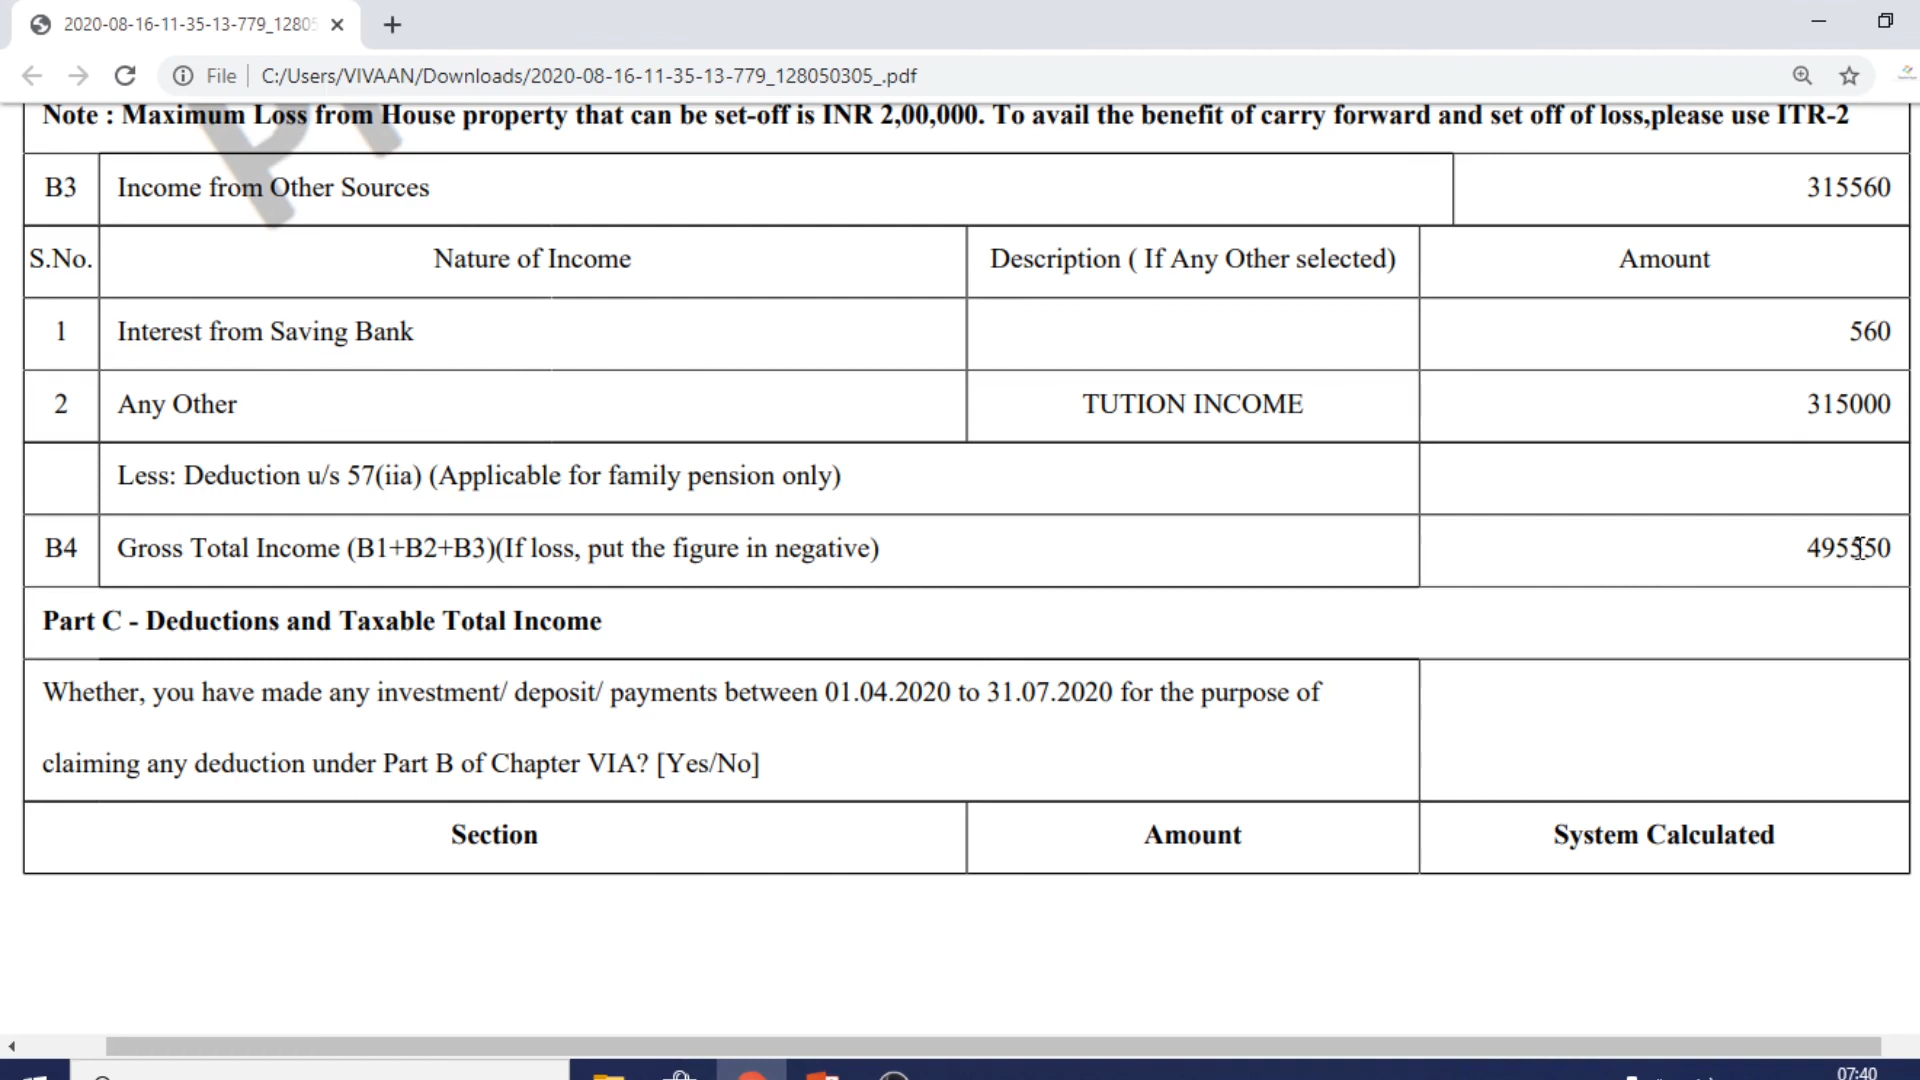 2020-08-16-11-35-13-779_12805
File
C:/Users/VIVAAN/Downloads/2020-08-16-11-35-13-779_128050305_.pdf
Note : Maximum Loss from House property that can be set-off is INR 2,00,000. To avail the benefit of carry forward and set off of loss,please use ITR-2
B3 Income from Other Sources 315560
S.No. Nature of Income Description ( If Any Other selected) Amount
1 Interest from Saving Bank 560
2 Any Other TUTION INCOME 315000
Less: Deduction u/s 57(iia) (Applicable for family pension only)
B4 Gross Total Income (B1+B2+B3)(If loss, put the figure in negative) 495550
Part C - Deductions and Taxable Total Income
Whether, you have made any investment/ deposit/ payments between 01.04.2020 to 31.07.2020 for the purpose of
claiming any deduction under Part B of Chapter VIA? [Yes/No]
Section Amount System Calculated
07:40